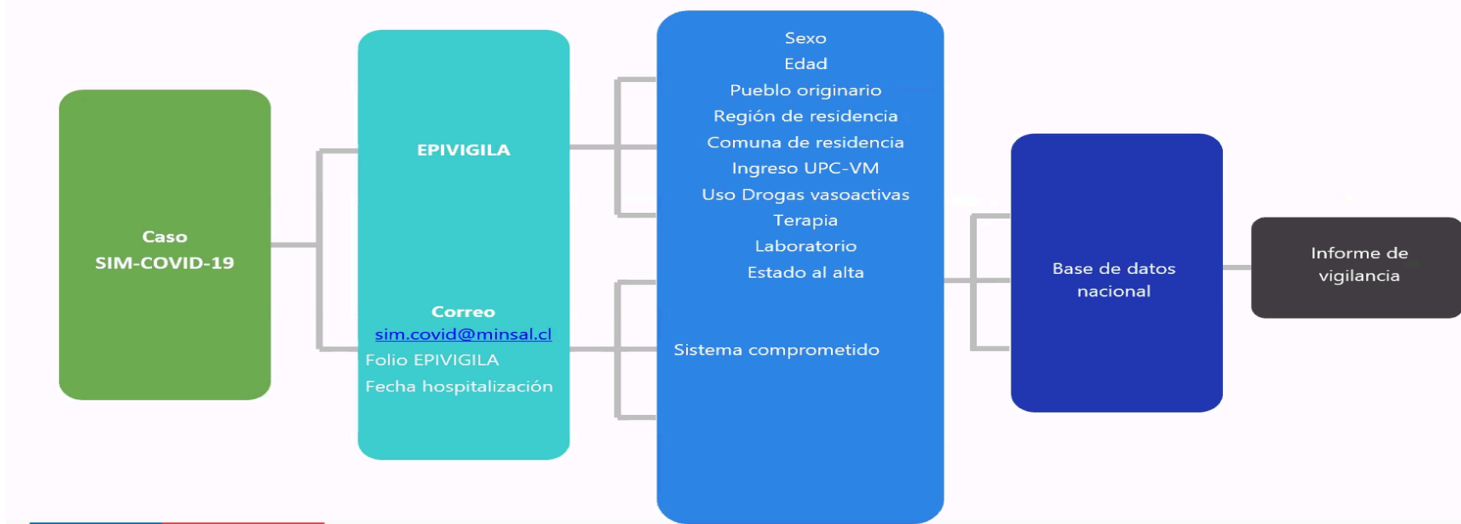 Caso
SIM-COVID-19
EPIVIGILA
Correo
sim.covid@minsal.cl
Folio EPIVIGILA
Fecha hospitalización
Sexo
Edad
Pueblo originario
Región de residencia
Comuna de residencia
Ingreso UPC-VM
Uso Drogas vasoactivas
Terapia
Laboratorio
Estado al alta
Sistema comprometido
Base de datos
nacional
Informe de
vigilancia